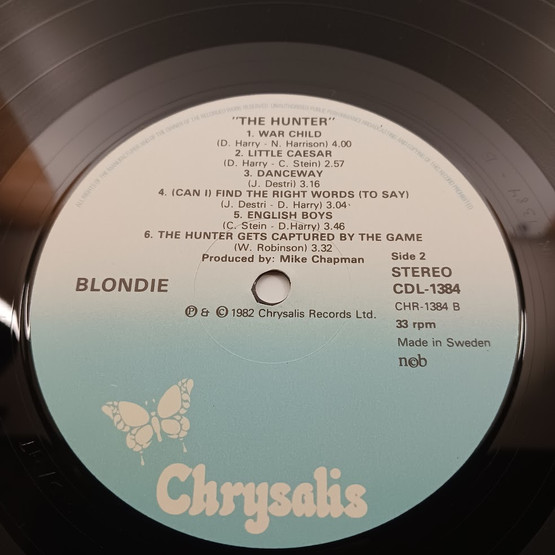 "THE HUNTER"
1. WAR CHILD
(D. Harry - N. Harrison) 4.00
2. LITTLE CAESAR
(D. Harry - C. Stein) 2.57
3. DANCEWAY
(J. Destri) 3.16
4. (CAN I) FIND THE RIGHT WORDS (TO SAY)
(J. Destri - D. Harry) 3.04
5. ENGLISH BOYS
(C. Stein - D.Harry) 3.46
6. THE HUNTER GETS CAPTURED BY THE GAME
(W. Robinson) 3.32
Produced by: Mike Chapman
Side 2
STEREO
CDL-1384
CHR-1384 B
33 rpm
Made in Sweden
n©b
BLONDIE
℗ & © 1982 Chrysalis Records Ltd.
Chrysalis